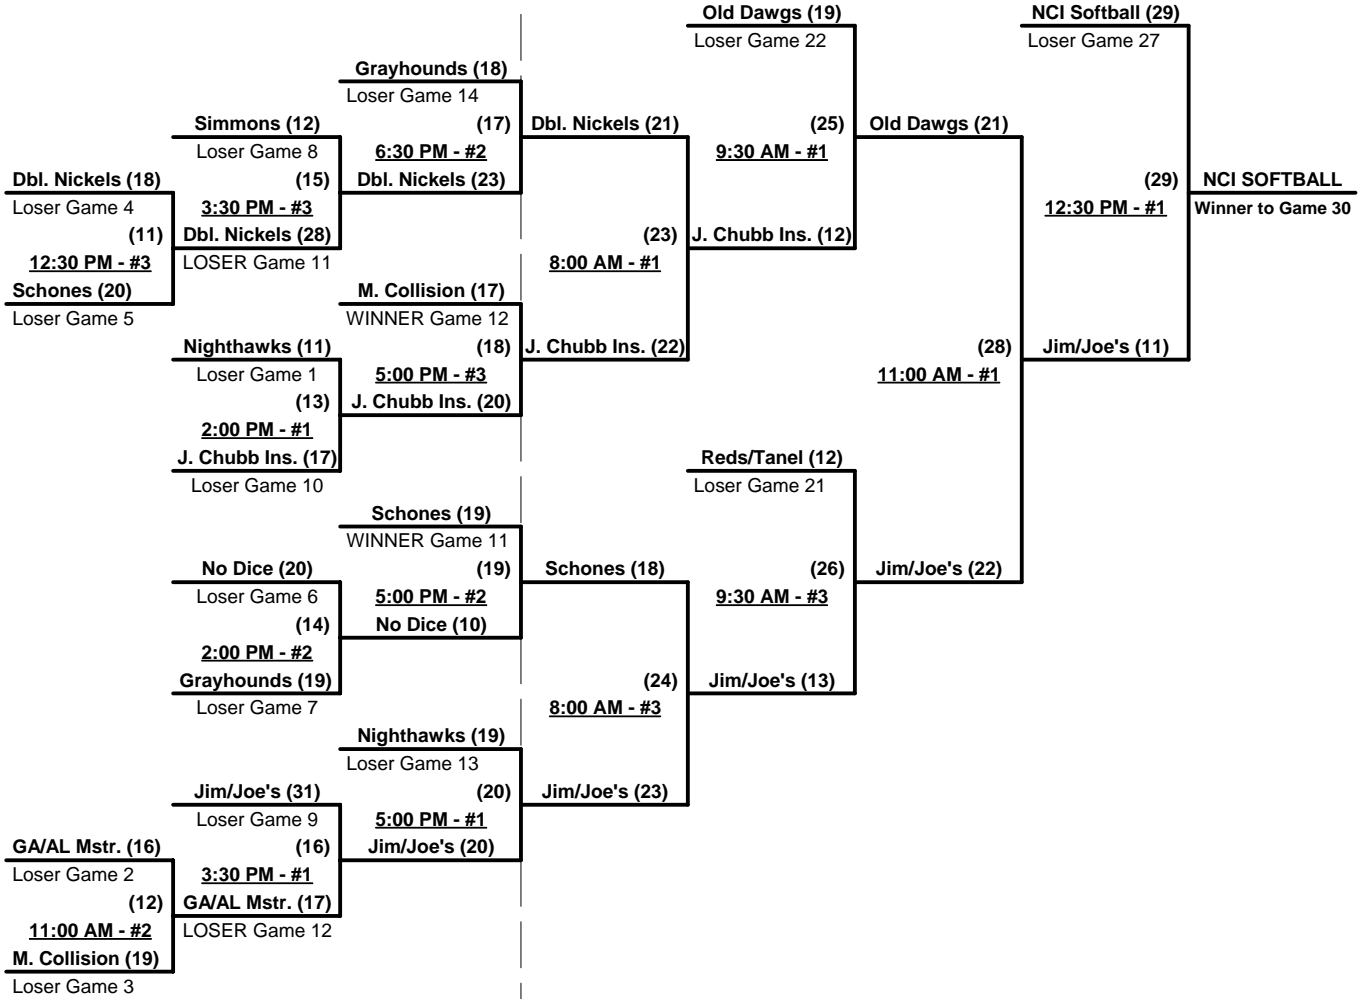 Old Dawgs (19)
NCI Softball (29)
Loser Game 22
Loser Game 27
Grayhounds (18)
Loser Game 14
Simmons (12)
(17)
Dbl. Nickels (21)
(25)
Old Dawgs (21)
Loser Game 8
6:30 PM - #2
9:30 AM - #1
Dbl. Nickels (18)
(15)
Dbl. Nickels (23)
(29)
NCI SOFTBALL
Loser Game 4
3:30 PM - #3
12:30 PM - #1
Winner to Game 30
(11)
Dbl. Nickels (28)
(23)
J. Chubb Ins. (12)
12:30 PM - #3
LOSER Game 11
8:00 AM - #1
Schones (20)
M. Collision (17)
Loser Game 5
WINNER Game 12
Nighthawks (11)
(18)
J. Chubb Ins. (22)
(28)
Jim/Joe's (11)
Loser Game 1
5:00 PM - #3
11:00 AM - #1
(13)
J. Chubb Ins. (20)
2:00 PM - #1
J. Chubb Ins. (17)
Reds/Tanel (12)
Loser Game 10
Loser Game 21
Schones (19)
WINNER Game 11
No Dice (20)
(19)
Schones (18)
(26)
Jim/Joe's (22)
Loser Game 6
5:00 PM - #2
9:30 AM - #3
(14)
No Dice (10)
2:00 PM - #2
Grayhounds (19)
(24)
Jim/Joe's (13)
Loser Game 7
8:00 AM - #3
Nighthawks (19)
Loser Game 13
Jim/Joe's (31)
(20)
Jim/Joe's (23)
Loser Game 9
5:00 PM - #1
GA/AL Mstr. (16)
(16)
Jim/Joe's (20)
Loser Game 2
3:30 PM - #1
(12)
GA/AL Mstr. (17)
11:00 AM - #2
LOSER Game 12
M. Collision (19)
Loser Game 3